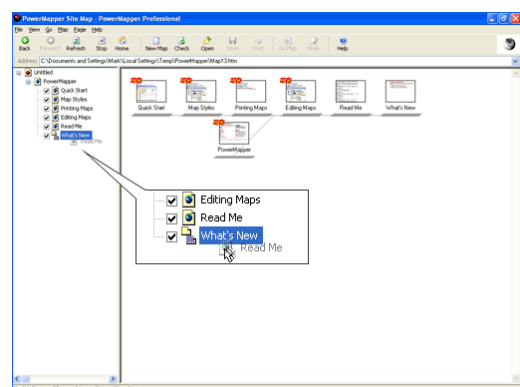 PowerMapper Site Map - PowerMapper Professional
File View Go Map Page Help
Back Forward Refresh Stop Home New Map Check Open Save Print Go Map Style Help
Address C:\Documents and Settings\Mark\Local Settings\Temp\PowerMapper\Map13.htm
Untitled
PowerMapper
Quick Start
Map Styles
Printing Maps
Editing Maps
Read Me
What's New
Read Me
Quick Start Map Styles Printing Maps Editing Maps Read Me What's New
PowerMapper
Editing Maps
Read Me
What's New
Read Me